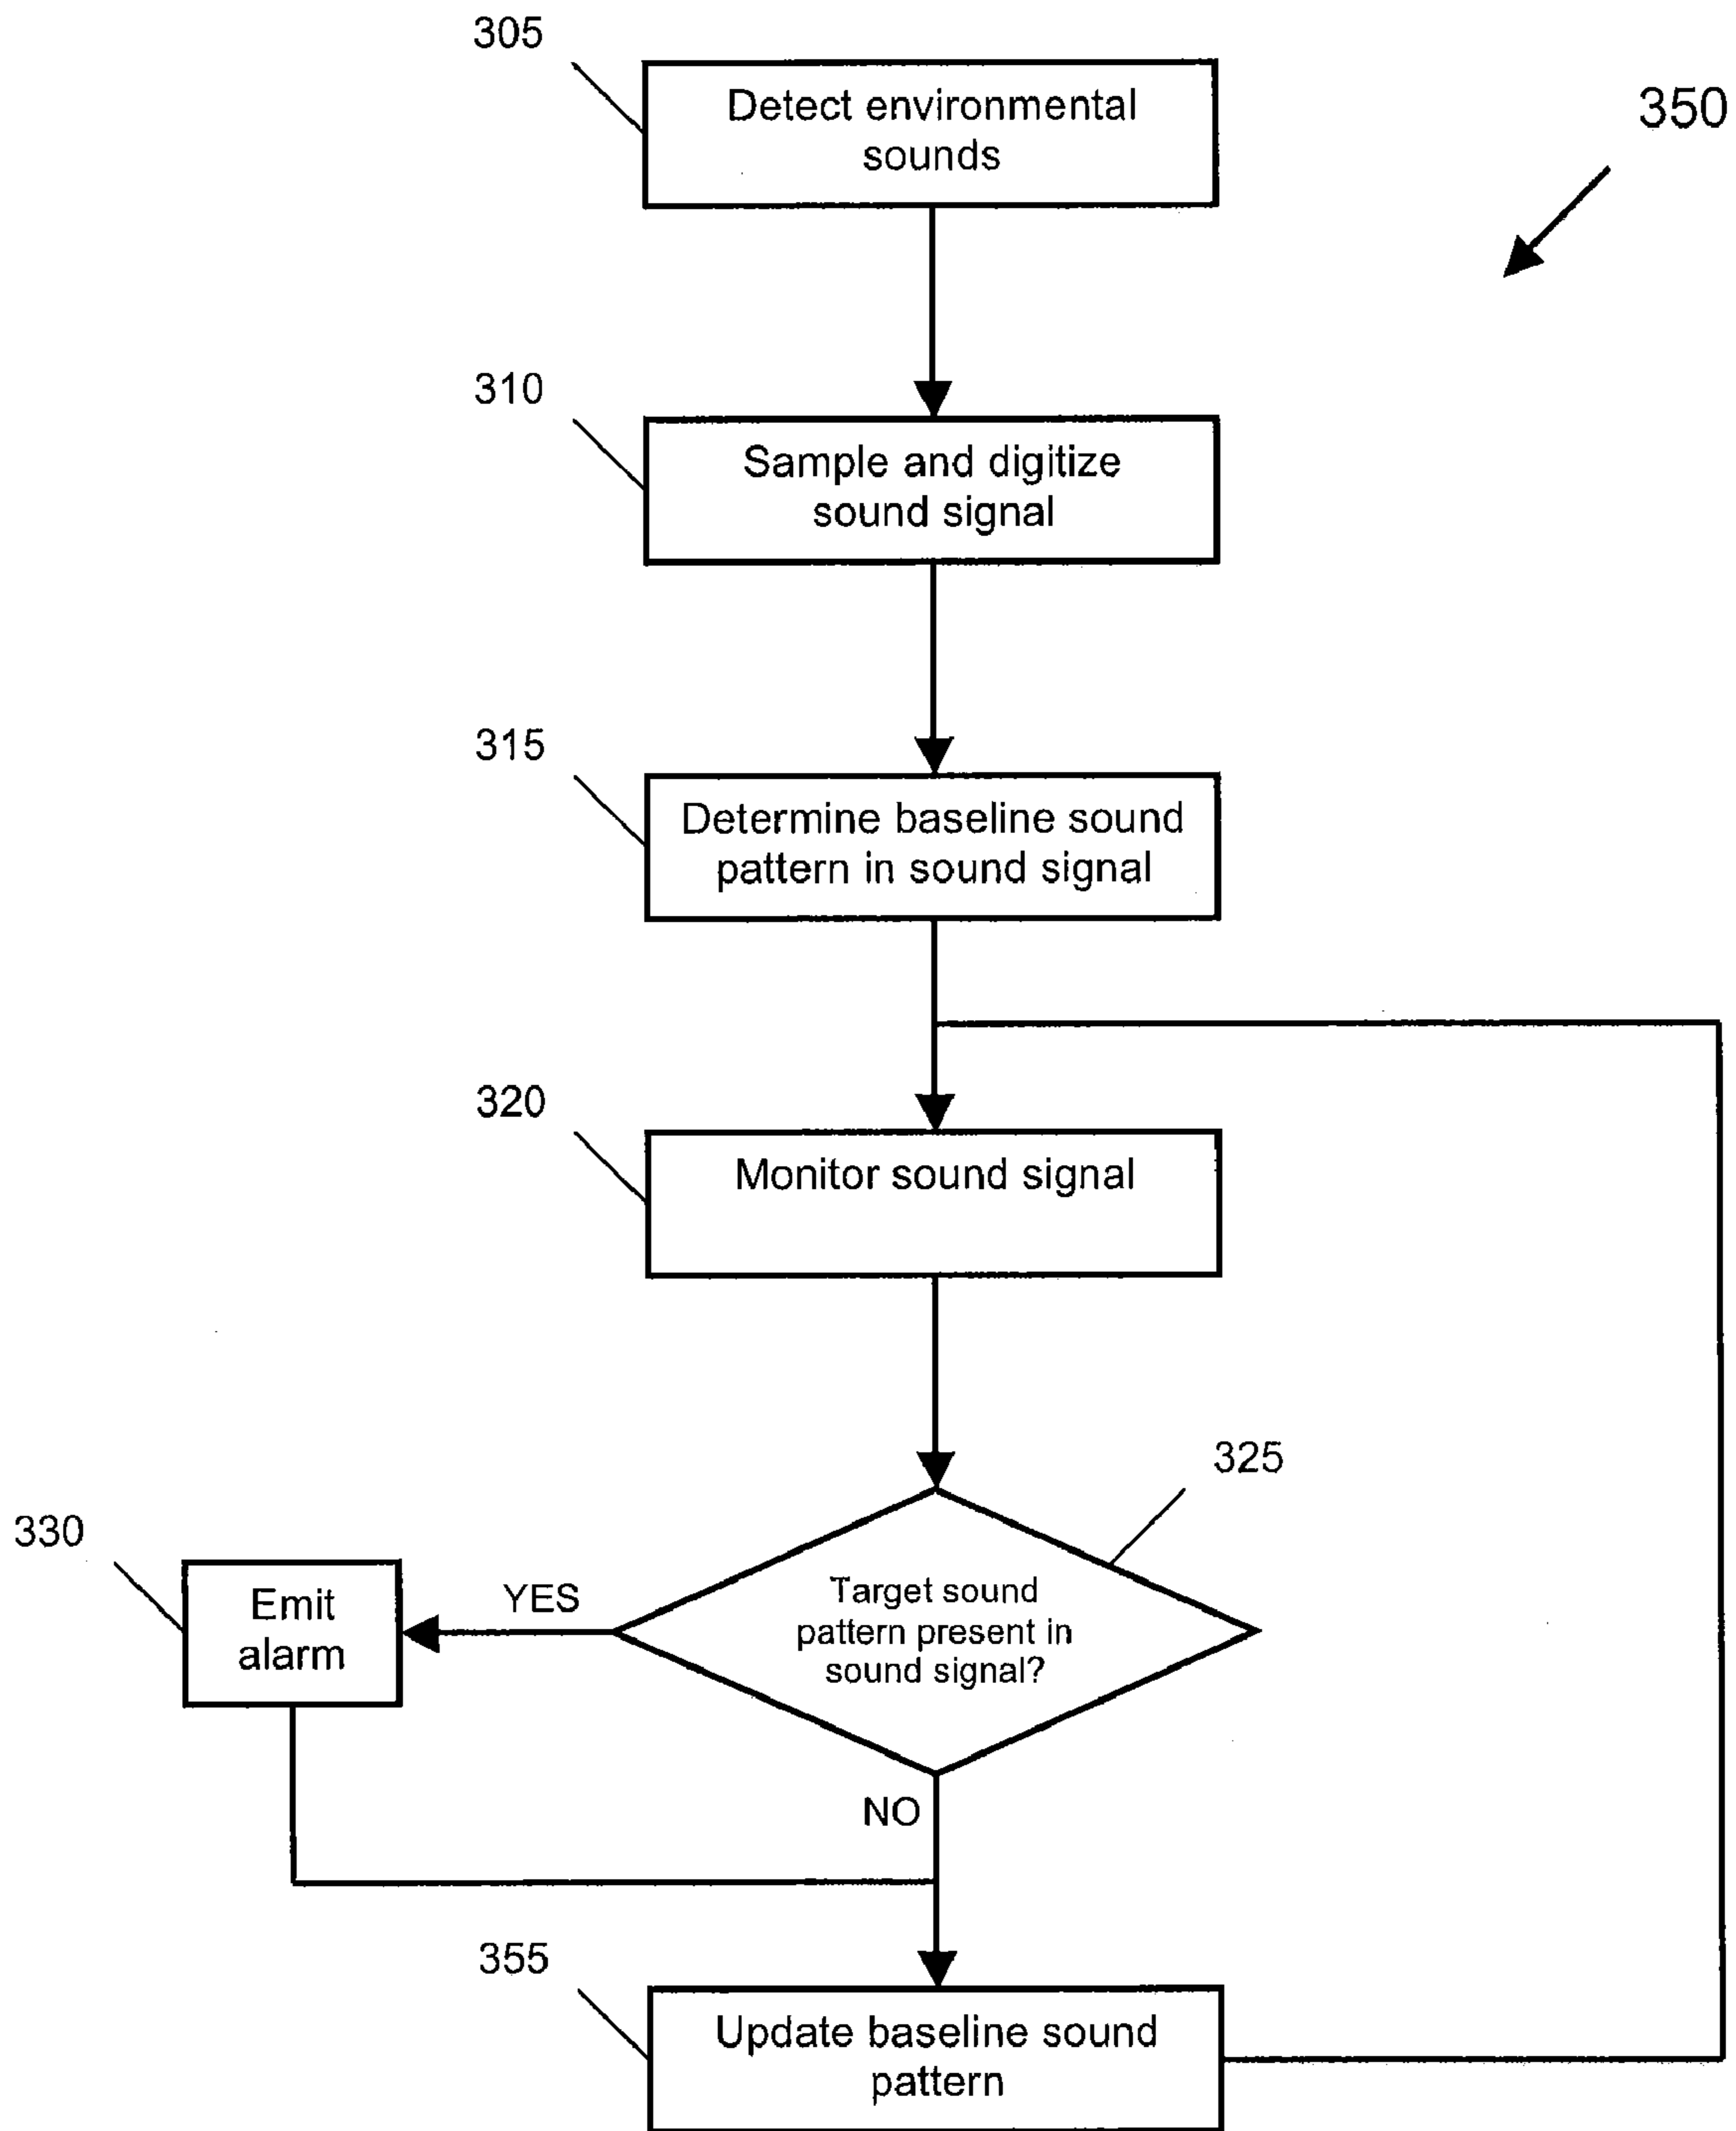 305
Detect environmental
sounds
350
310
Sample and digitize
sound signal
315
Determine baseline sound
pattern in sound signal
320
Monitor sound signal
325
330
Emit
alarm
YES
Target sound
pattern present in
sound signal?
NO
355
Update baseline sound
pattern